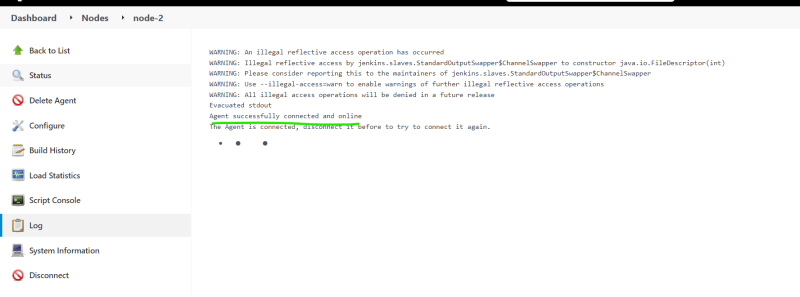 Dashboard Nodes node-2
Back to List
Status
Delete Agent
Configure
Build History
Load Statistics
Script Console
Log
System Information
Disconnect
WARNING: An illegal reflective access operation has occurred
WARNING: Illegal reflective access by jenkins.slaves.StandardOutputSwapper$ChannelSwapper to constructor java.io.FileDescriptor(int)
WARNING: Please consider reporting this to the maintainers of jenkins.slaves.StandardOutputSwapper$ChannelSwapper
WARNING: Use --illegal-access=warn to enable warnings of further illegal reflective access operations
WARNING: All illegal access operations will be denied in a future release
Evacuated stdout
Agent successfully connected and online
The Agent is connected, disconnect it before to try to connect it again.